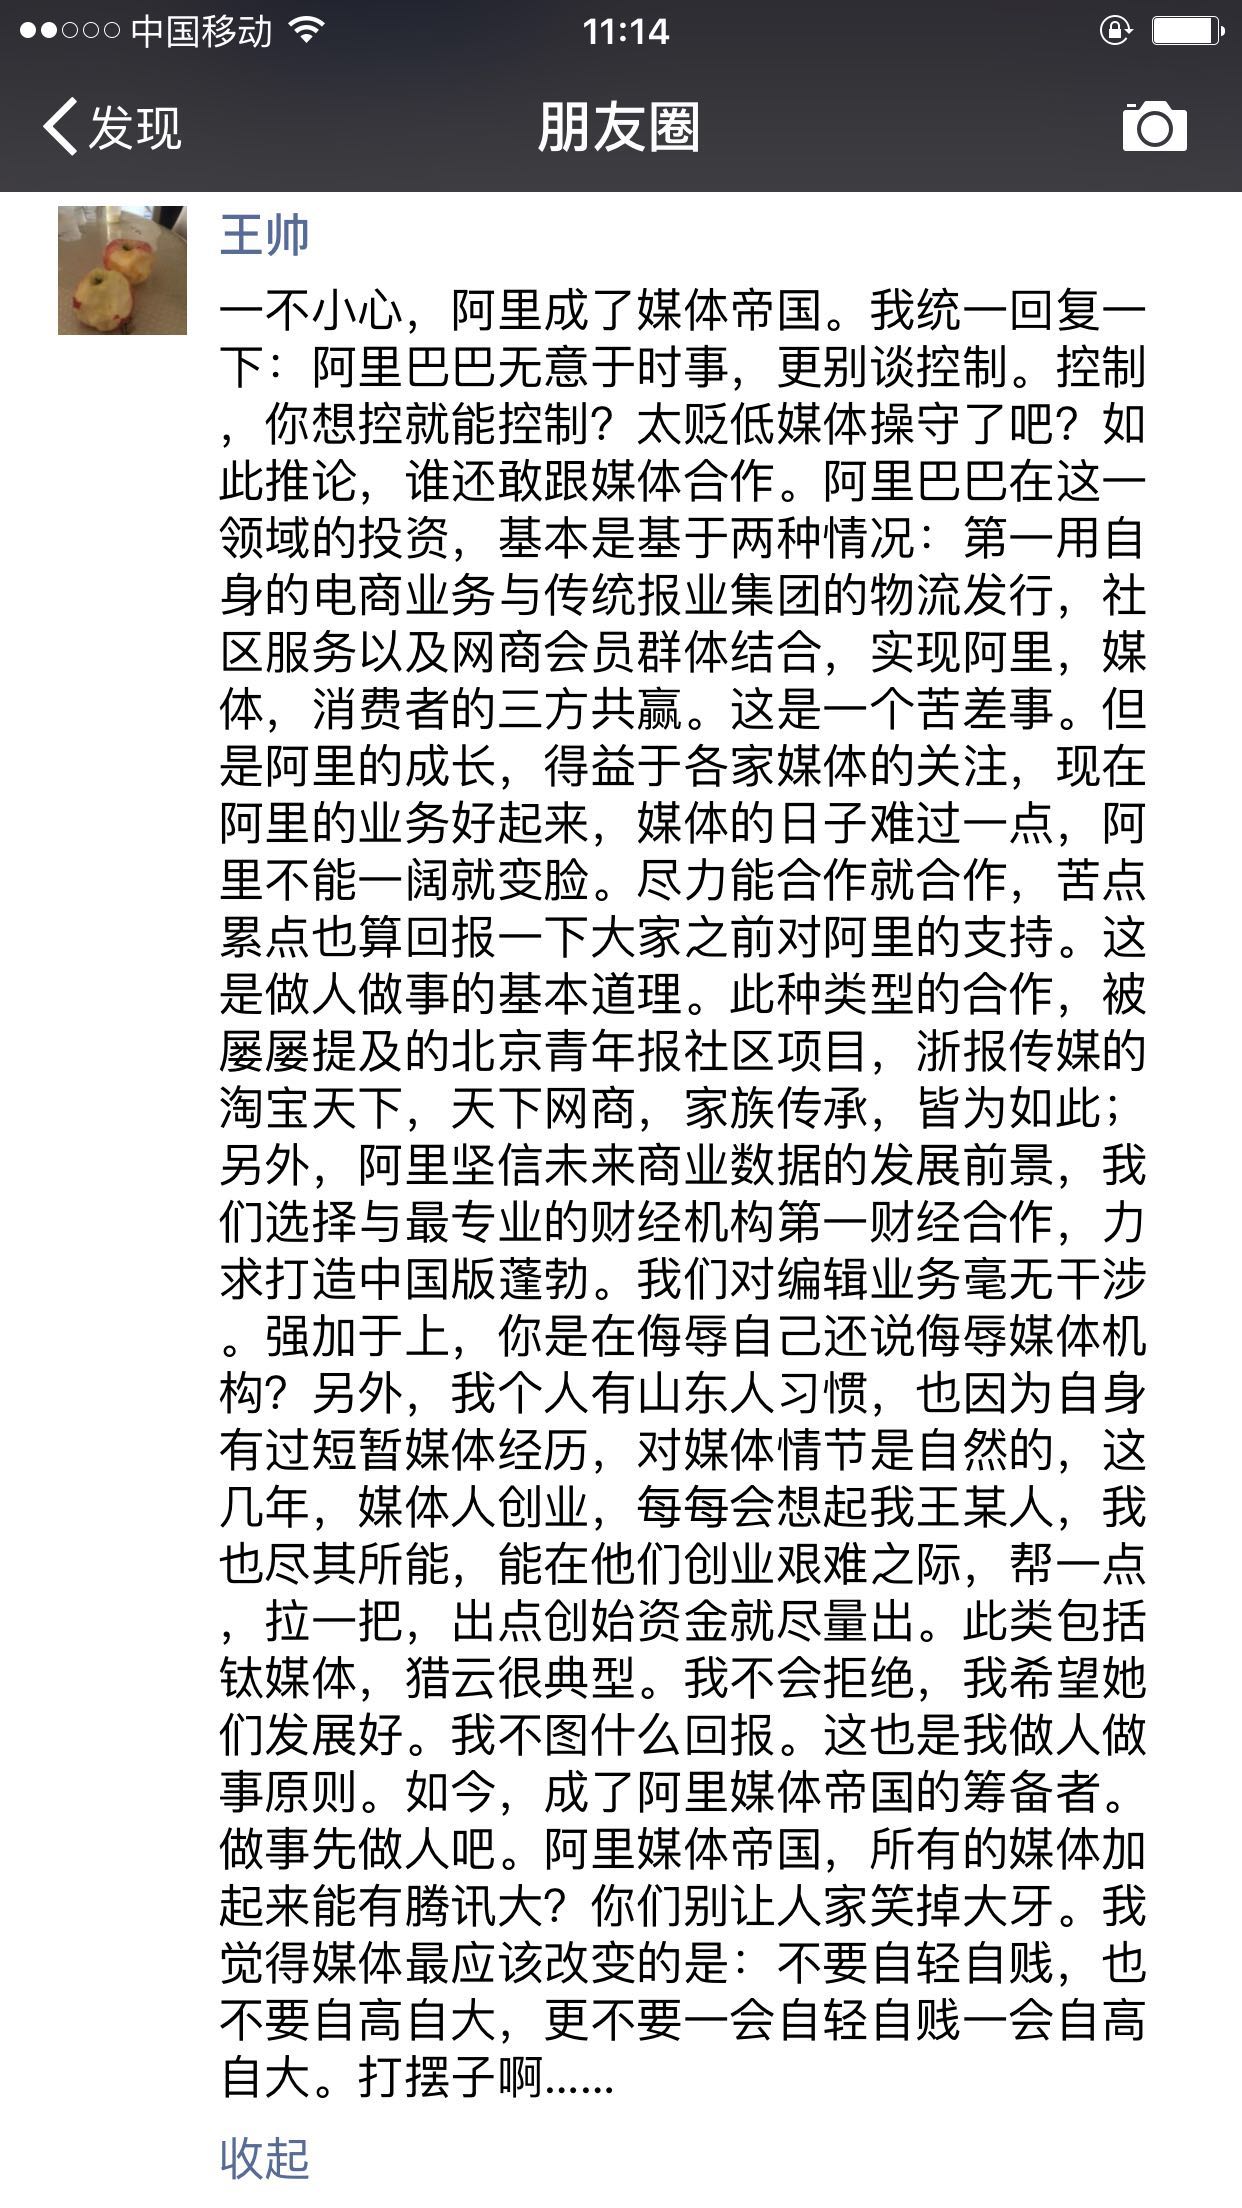 中国移动 11:14
发现 朋友圈
王帅
一不小心，阿里成了媒体帝国。我统一回复一
下：阿里巴巴无意于时事，更别谈控制。控制
，你想控就能控制？太贬低媒体操守了吧？如
此推论，谁还敢跟媒体合作。阿里巴巴在这一
领域的投资，基本是基于两种情况：第一用自
身的电商业务与传统报业集团的物流发行，社
区服务以及网商会员群体结合，实现阿里，媒
体，消费者的三方共赢。这是一个苦差事。但
是阿里的成长，得益于各家媒体的关注，现在
阿里的业务好起来，媒体的日子难过一点，阿
里不能一阔就变脸。尽力能合作就合作，苦点
累点也算回报一下大家之前对阿里的支持。这
是做人做事的基本道理。此种类型的合作，被
屡屡提及的北京青年报社区项目，浙报传媒的
淘宝天下，天下网商，家族传承，皆为如此；
另外，阿里坚信未来商业数据的发展前景，我
们选择与最专业的财经机构第一财经合作，力
求打造中国版蓬勃。我们对编辑业务毫无干涉
。强加于上，你是在侮辱自己还说侮辱媒体机
构？另外，我个人有山东人习惯，也因为自身
有过短暂媒体经历，对媒体情节是自然的，这
几年，媒体人创业，每每会想起我王某人，我
也尽其所能，能在他们创业艰难之际，帮一点
，拉一把，出点创始资金就尽量出。此类包括
钛媒体，猎云很典型。我不会拒绝，我希望她
们发展好。我不图什么回报。这也是我做人做
事原则。如今，成了阿里媒体帝国的筹备者。
做事先做人吧。阿里媒体帝国，所有的媒体加
起来能有腾讯大？你们别让人家笑掉大牙。我
觉得媒体最应该改变的是：不要自轻自贱，也
不要自高自大，更不要一会自轻自贱一会自高
自大。打摆子啊……
收起